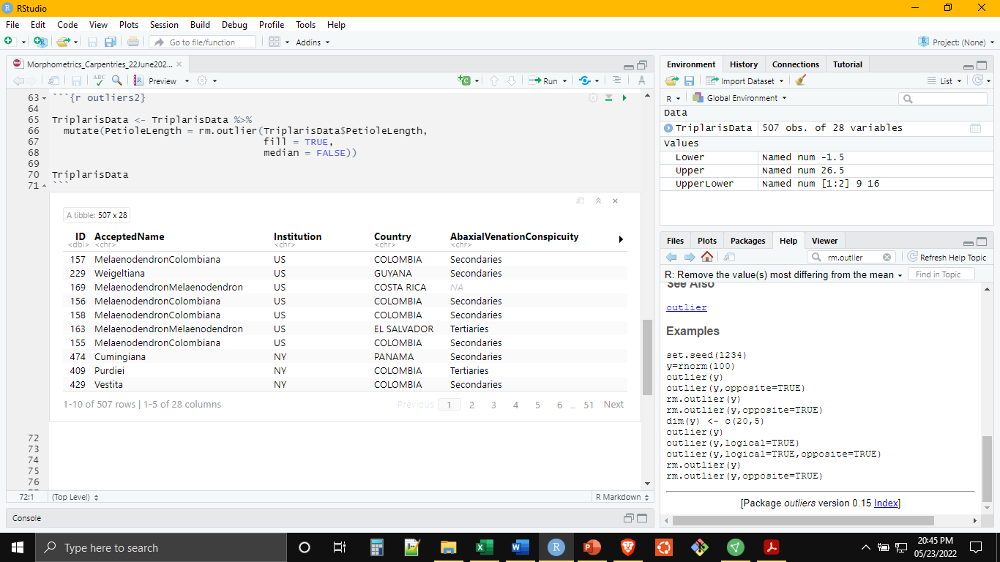 RStudio
File Edit Code View Plots Session Build Debug Profile Tools Help
Go to file/function Addins Project: (None)
Morphometrics_Carpentries_22June202...
ABC Preview Run
63 ```{r outliers2}
64
65 TriplarisData <- TriplarisData %>%
66 mutate(PetioleLength = rm.outlier(TriplarisData$PetioleLength,
67 fill = TRUE,
68 median = FALSE))
69
70 TriplarisData
71 ```
A tibble: 507 x 28
ID AcceptedName Institution Country AbaxialVenationConspicuity
<dbl> <chr> <chr> <chr> <chr>
157 MelaenodendronColombiana US COLOMBIA Secondaries
229 Weigeltiana US GUYANA Secondaries
169 MelaenodendronMelaenodendron US COSTA RICA NA
156 MelaenodendronColombiana US COLOMBIA Secondaries
158 MelaenodendronColombiana US COLOMBIA Secondaries
163 MelaenodendronMelaenodendron US EL SALVADOR Tertiaries
155 MelaenodendronColombiana US COLOMBIA Secondaries
474 Cumingiana NY PANAMA Secondaries
409 Purdiei NY COLOMBIA Tertiaries
429 Vestita NY COLOMBIA Secondaries
1-10 of 507 rows | 1-5 of 28 columns Previous 1 2 3 4 5 6 ... 51 Next
72
73
74
75
76
72:1 (Top Level) R Markdown
Console
Environment History Connections Tutorial
Import Dataset List
R Global Environment
Data
TriplarisData 507 obs. of 28 variables
Values
Lower Named num -1.5
Upper Named num 26.5
UpperLower Named num [1:2] 9 16
Files Plots Packages Help Viewer
rm.outlier Refresh Help Topic
R: Remove the value(s) most differing from the mean Find in Topic
See Also
outlier
Examples
set.seed(1234)
y=rnorm(100)
outlier(y)
outlier(y,opposite=TRUE)
rm.outlier(y)
rm.outlier(y,opposite=TRUE)
dim(y) <- c(20,5)
outlier(y)
outlier(y,logical=TRUE)
outlier(y,logical=TRUE,opposite=TRUE)
rm.outlier(y)
rm.outlier(y,opposite=TRUE)
[Package outliers version 0.15 Index]
Type here to search
20:45 PM
05/23/2022